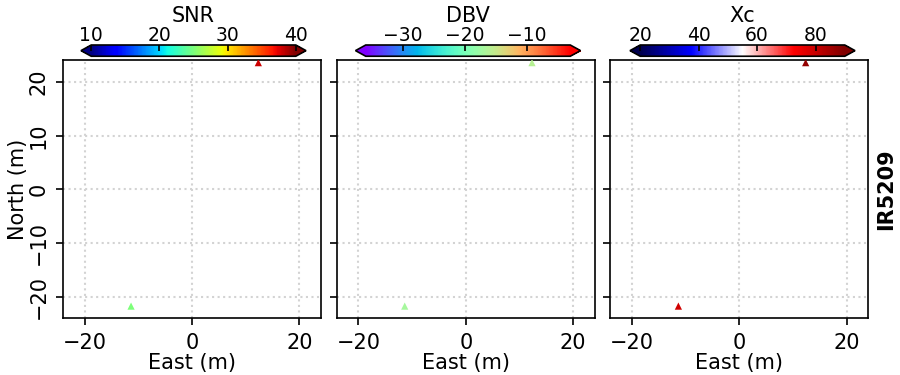 SNR DBV Xc
10 20 30 40 −30 −20 −10 20 40 60 80
North (m)
20
10
0
−10
−20
IR5209
−20 0 20 −20 0 20 −20 0 20
East (m) East (m) East (m)